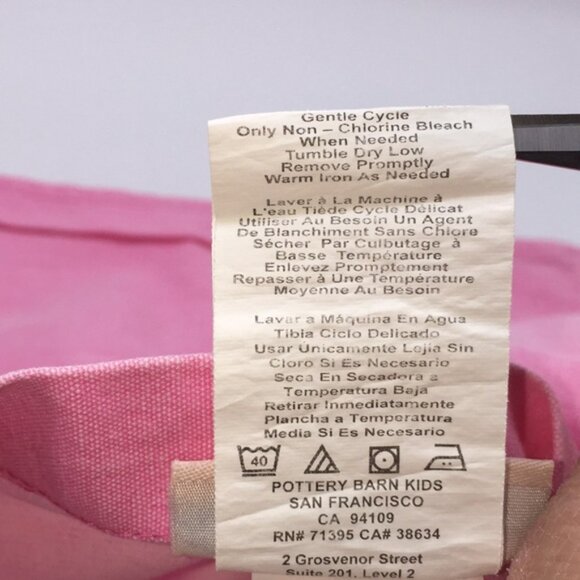 Gentle Cycle
Only Non – Chlorine Bleach
When Needed
Tumble Dry Low
Remove Promptly
Warm Iron As Needed
Laver à La Machine à
L'eau Tiède Cycle Délicat
Utiliser Au Besoin Un Agent
De Blanchiment Sans Chlore
Sécher Par Culbutage à
Basse Température
Enlevez Promptement
Repasser à Une Température
Moyenne Au Besoin
Lavar a Máquina En Agua
Tibia Ciclo Delicado
Usar Únicamente Lejía Sin
Cloro Si Es Necesario
Seca En Secadora a
Temperatura Baja
Retirar Inmediatamente
Plancha a Temperatura
Media Si Es Necesario
40
POTTERY BARN KIDS
SAN FRANCISCO
CA 94109
RN# 71395 CA# 38634
2 Grosvenor Street
Suite 201, Level 2